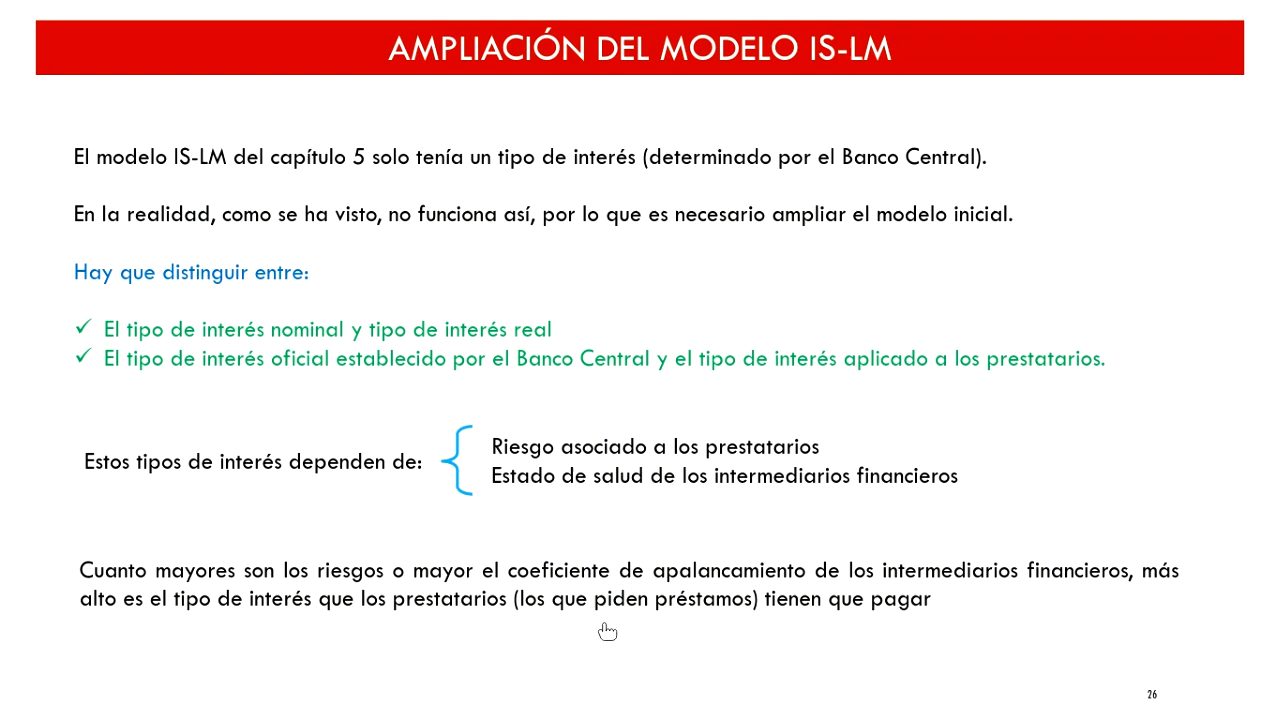 AMPLIACIÓN DEL MODELO IS-LM
El modelo IS-LM del capítulo 5 solo tenía un tipo de interés (determinado por el Banco Central).
En la realidad, como se ha visto, no funciona así, por lo que es necesario ampliar el modelo inicial.
Hay que distinguir entre:
✓ El tipo de interés nominal y tipo de interés real
✓ El tipo de interés oficial establecido por el Banco Central y el tipo de interés aplicado a los prestatarios.
Estos tipos de interés dependen de:
Riesgo asociado a los prestatarios
Estado de salud de los intermediarios financieros
Cuanto mayores son los riesgos o mayor el coeficiente de apalancamiento de los intermediarios financieros, más
alto es el tipo de interés que los prestatarios (los que piden préstamos) tienen que pagar
26